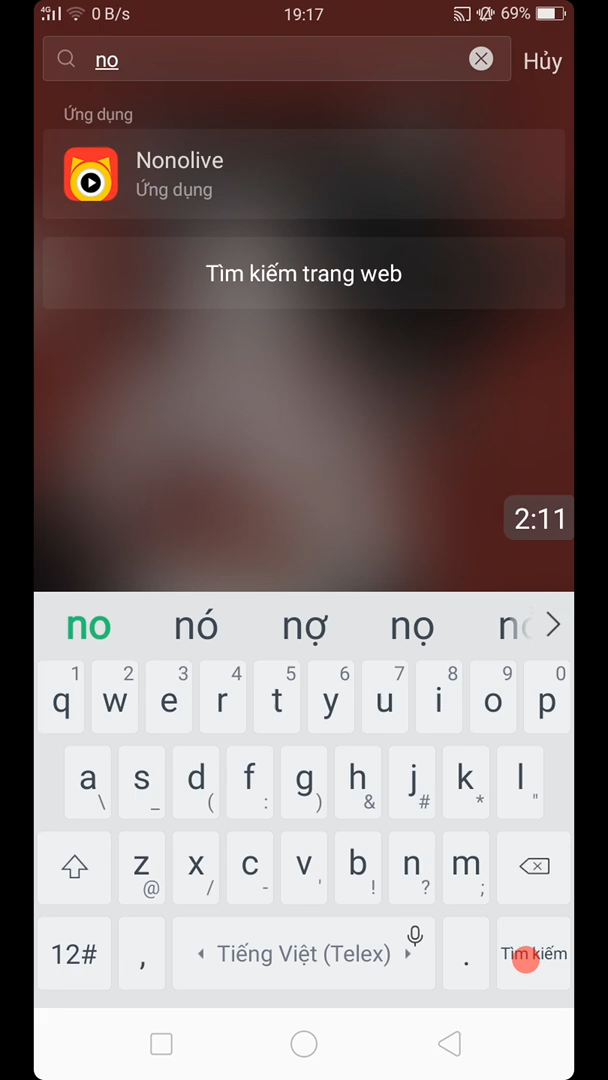 4G 0 B/s 19:17 69%
no Hủy
Ứng dụng
Nonolive
Ứng dụng
Tìm kiếm trang web
2:11
no nó nợ nọ
1 2 3 4 5 6 7 8 9 0
q w e r t y u i o p
a s d f g h j k l
\ _ ( : ) & # * "
z x c v b n m
@ / - ' ! ? ;
12# , Tiếng Việt (Telex) . Tìm kiếm